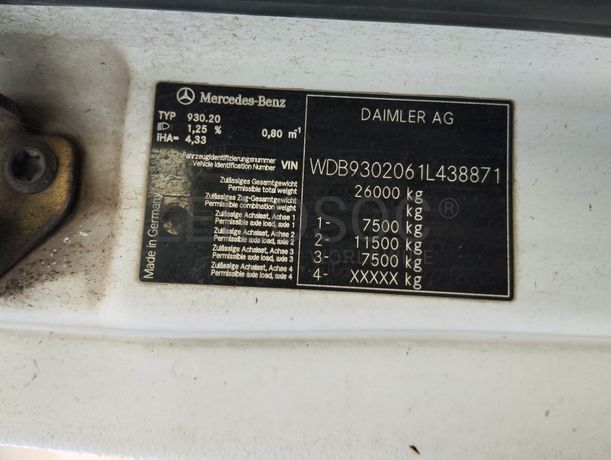 Mercedes-Benz
TYP 930.20
1,25 % 0,80 m⁻¹
IHA= 4,33
Fahrzeugidentifizierungsnummer
Vehicle Identification Number VIN
Zulässiges Gesamtgewicht
Permissible total weight
Zulässiges Zug-Gesamtgewicht
Permissible combination weight
Zulässige Achslast, Achse 1
Permissible axle load, axle 1
Zulässige Achslast, Achse 2
Permissible axle load, axle 2
Zulässige Achslast, Achse 3
Permissible axle load, axle 3
Zulässige Achslast, Achse 4
Permissible axle load, axle 4
Made in Germany
DAIMLER AG
WDB9302061L438871
26000 kg
kg
1- 7500 kg
2- 11500 kg
3- 7500 kg
4- XXXXX kg